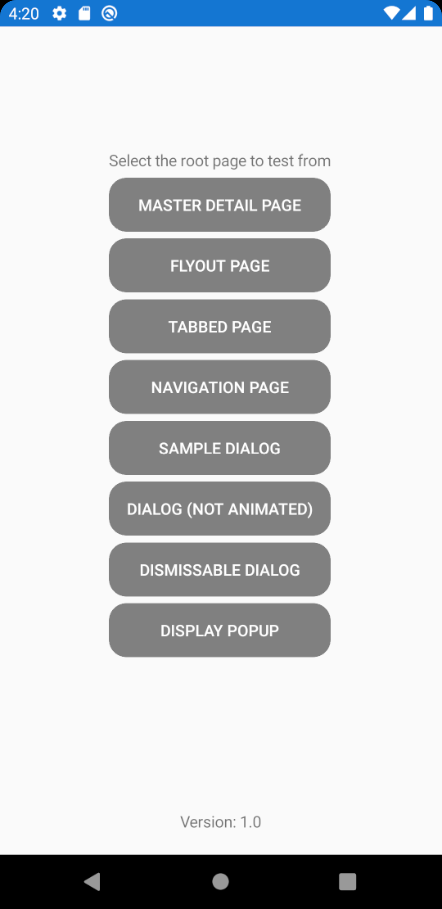 4:20
Select the root page to test from
MASTER DETAIL PAGE
FLYOUT PAGE
TABBED PAGE
NAVIGATION PAGE
SAMPLE DIALOG
DIALOG (NOT ANIMATED)
DISMISSABLE DIALOG
DISPLAY POPUP
Version: 1.0